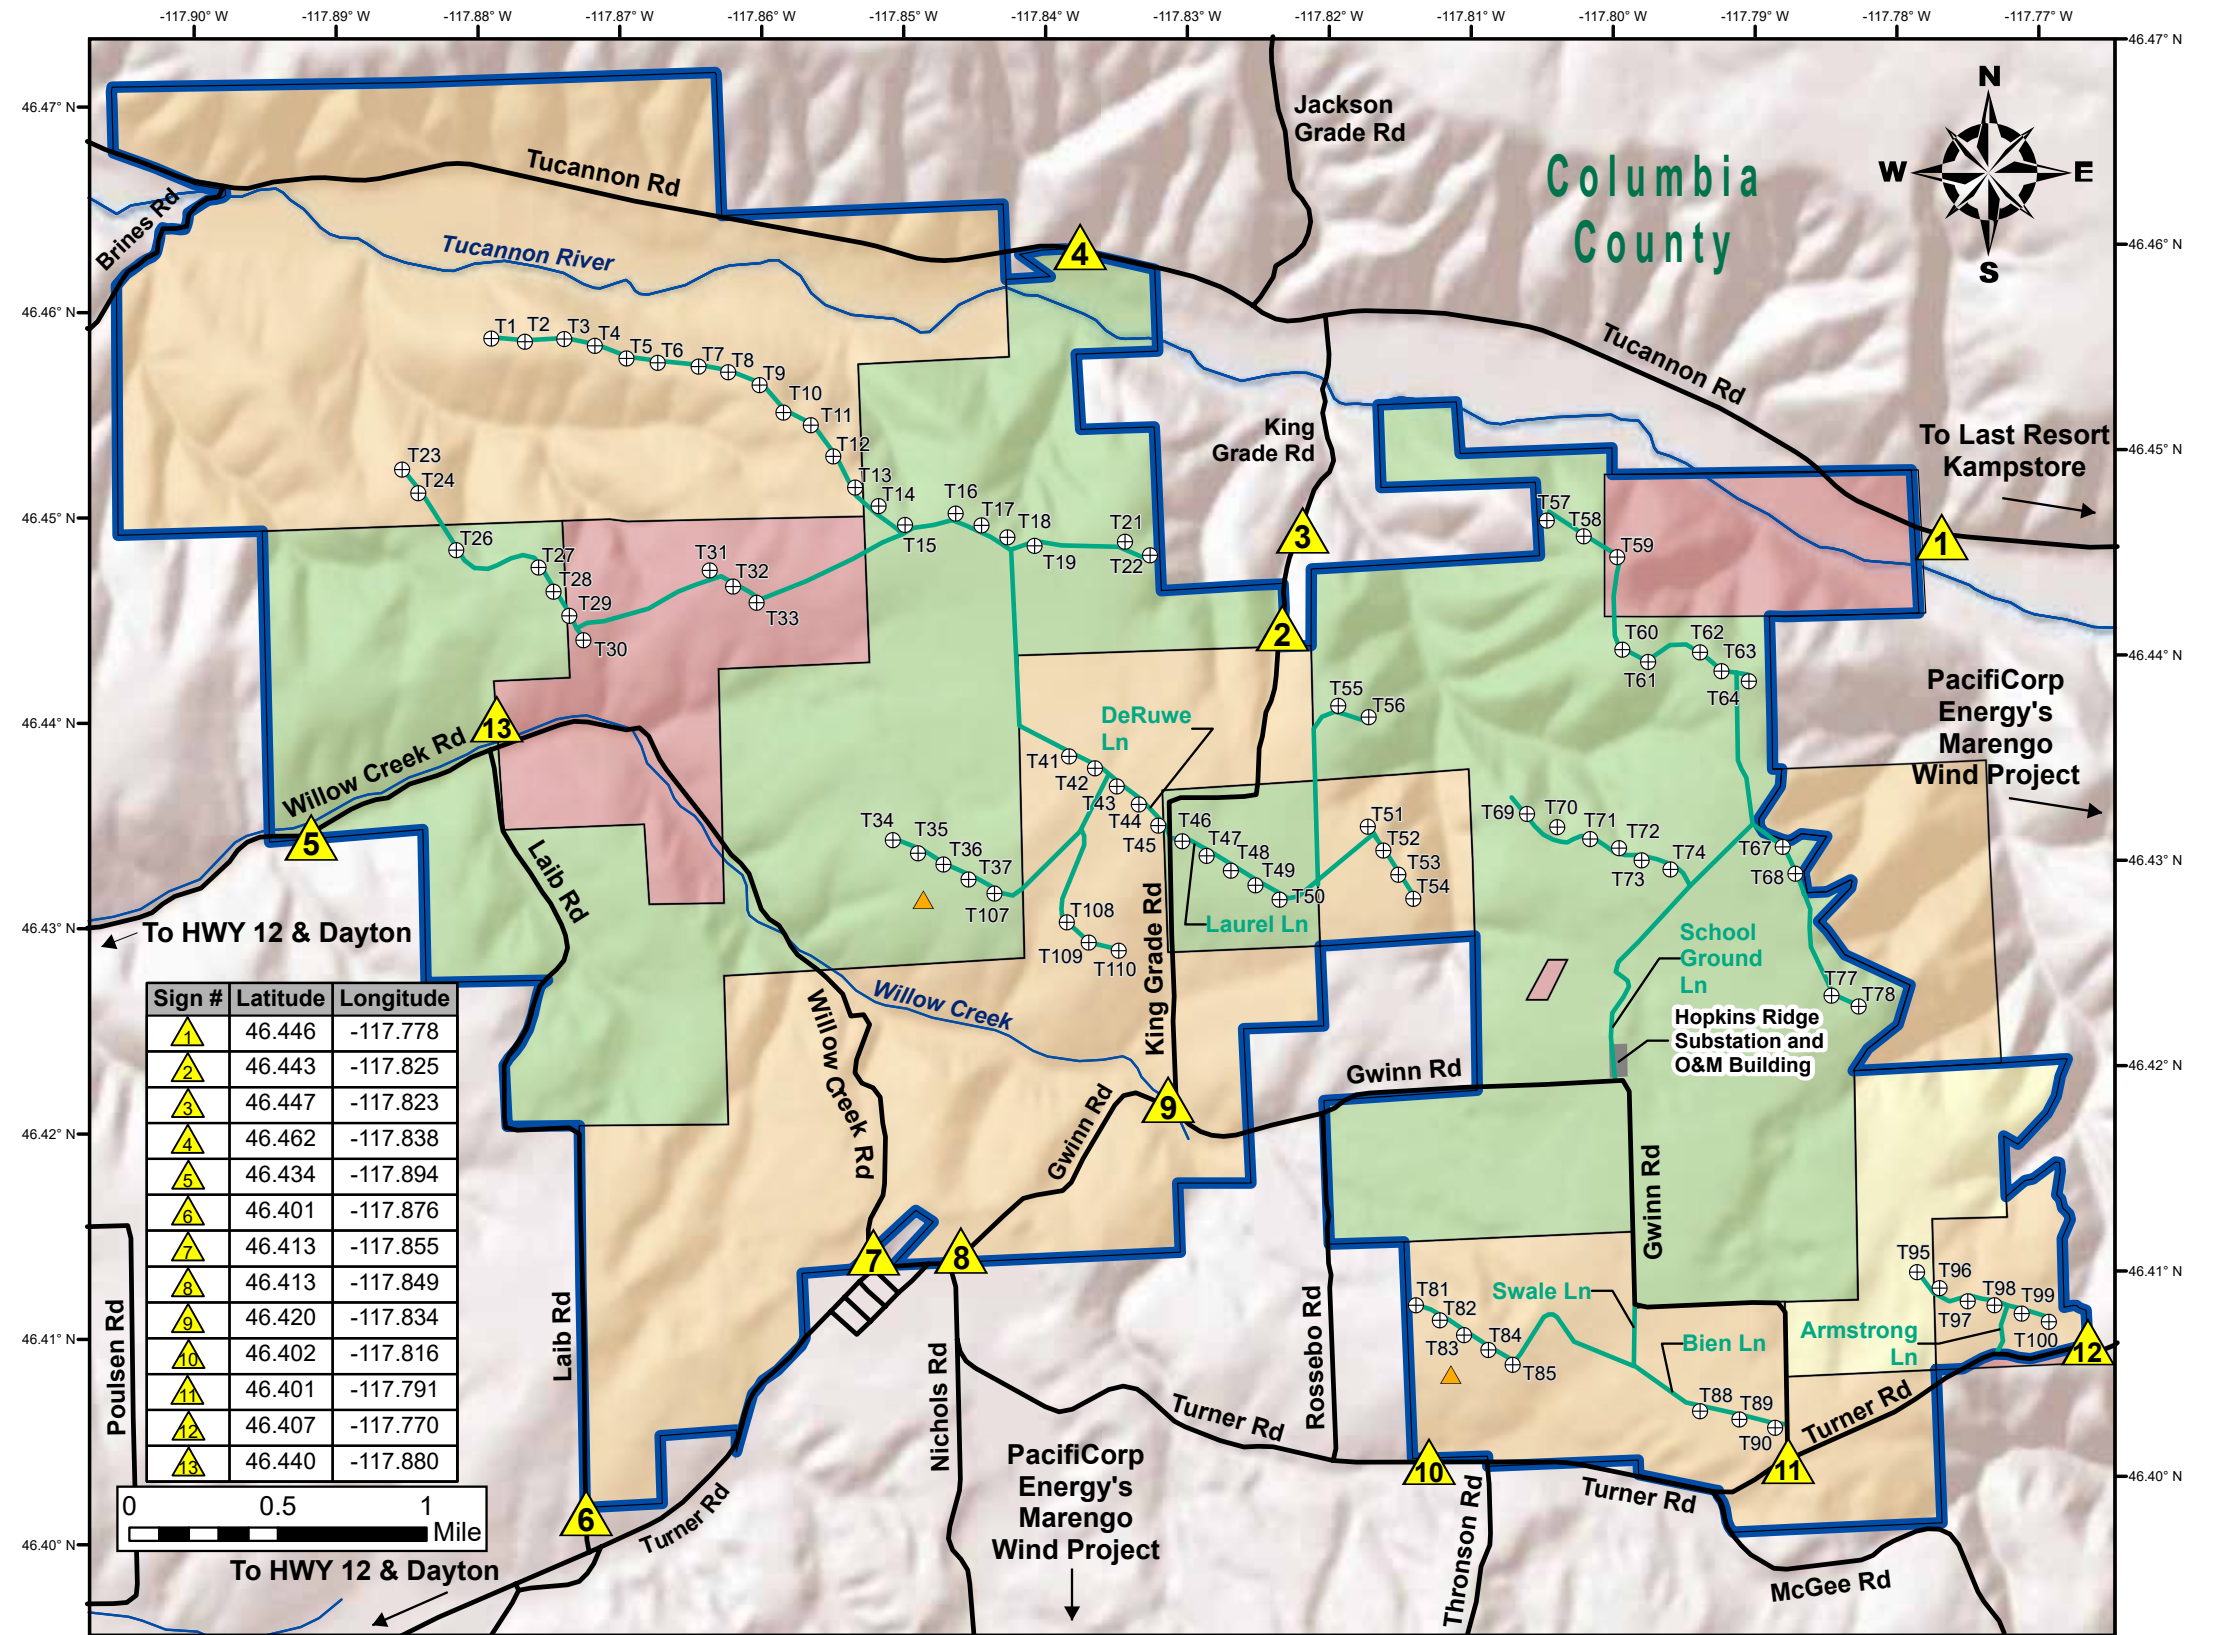 -117.90° W
-117.89° W
-117.88° W
-117.87° W
-117.86° W
-117.85° W
-117.84° W
-117.83° W
-117.82° W
-117.81° W
-117.80° W
-117.79° W
-117.78° W
-117.77° W
46.47° N
46.46° N
46.45° N
46.44° N
46.43° N
46.42° N
46.41° N
46.40° N
46.47° N
46.46° N
46.45° N
46.44° N
46.43° N
46.42° N
46.41° N
46.40° N
N
W
E
S
Columbia
County
Jackson
Grade Rd
Tucannon Rd
Brines Rd
Tucannon River
4
Tucannon Rd
T1
T2
T3
T4
T5
T6
T7
T8
T9
T10
T11
T12
T13
T14
T15
T16
T17
T18
T19
T21
T22
T23
T24
T26
T27
T28
T29
T30
T31
T32
T33
King
Grade Rd
3
2
To Last Resort
Kampstore
1
T57
T58
T59
T60
T61
T62
T63
T64
PacifiCorp
Energy's
Marengo
Wind Project
T55
T56
DeRuwe
Ln
13
Willow Creek Rd
5
Laib Rd
To HWY 12 & Dayton
T34
T35
T36
T37
T107
T108
T109
T110
T41
T42
T43
T44
T45
T46
T47
T48
T49
T50
T51
T52
T53
T54
Laurel Ln
King Grade Rd
T69
T70
T71
T72
T73
T74
T67
T68
T77
T78
School
Ground
Ln
Hopkins Ridge
Substation and
O&M Building
Willow Creek
Willow Creek Rd
Gwinn Rd
9
Gwinn Rd
Gwinn Rd
7
8
Sign # Latitude Longitude
1 46.446 -117.778
2 46.443 -117.825
3 46.447 -117.823
4 46.462 -117.838
5 46.434 -117.894
6 46.401 -117.876
7 46.413 -117.855
8 46.413 -117.849
9 46.420 -117.834
10 46.402 -117.816
11 46.401 -117.791
12 46.407 -117.770
13 46.440 -117.880
0 0.5 1
Mile
Poulsen Rd
Laib Rd
6
Turner Rd
To HWY 12 & Dayton
Nichols Rd
PacifiCorp
Energy's
Marengo
Wind Project
Turner Rd
Rossebo Rd
T81
T82
T83
T84
T85
Swale Ln
Bien Ln
T88
T89
T90
T95
T96
T97
T98
T99
T100
Armstrong
Ln
12
Turner Rd
10
11
Thronson Rd
Turner Rd
McGee Rd